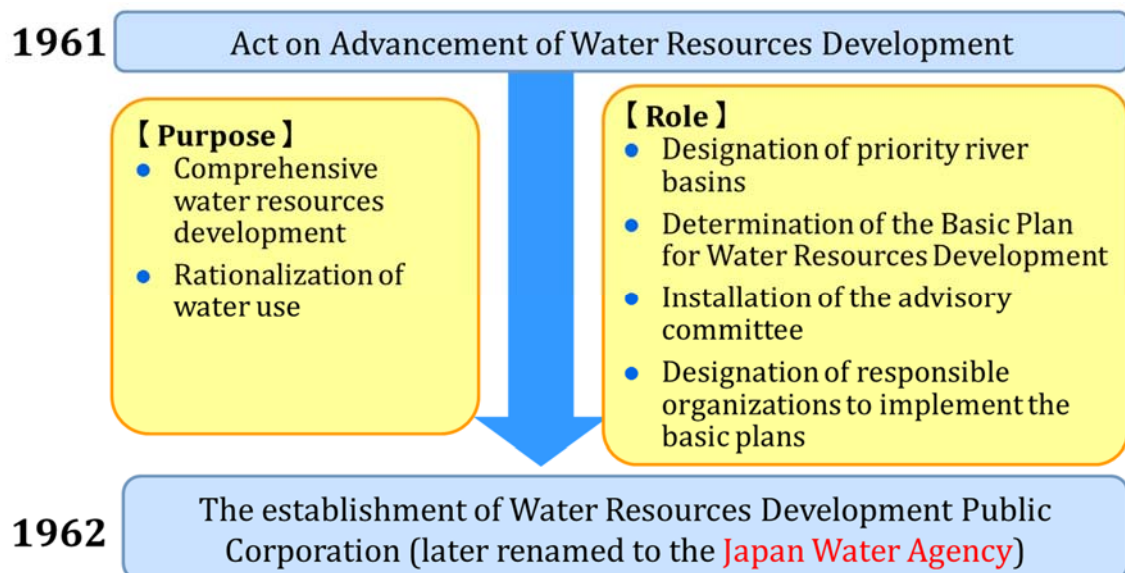 1961
Act on Advancement of Water Resources Development
【 Purpose 】
● Comprehensive
water resources
development
● Rationalization of
water use
【 Role 】
● Designation of priority river
basins
● Determination of the Basic Plan
for Water Resources Development
● Installation of the advisory
committee
● Designation of responsible
organizations to implement the
basic plans
1962
The establishment of Water Resources Development Public
Corporation (later renamed to the Japan Water Agency)